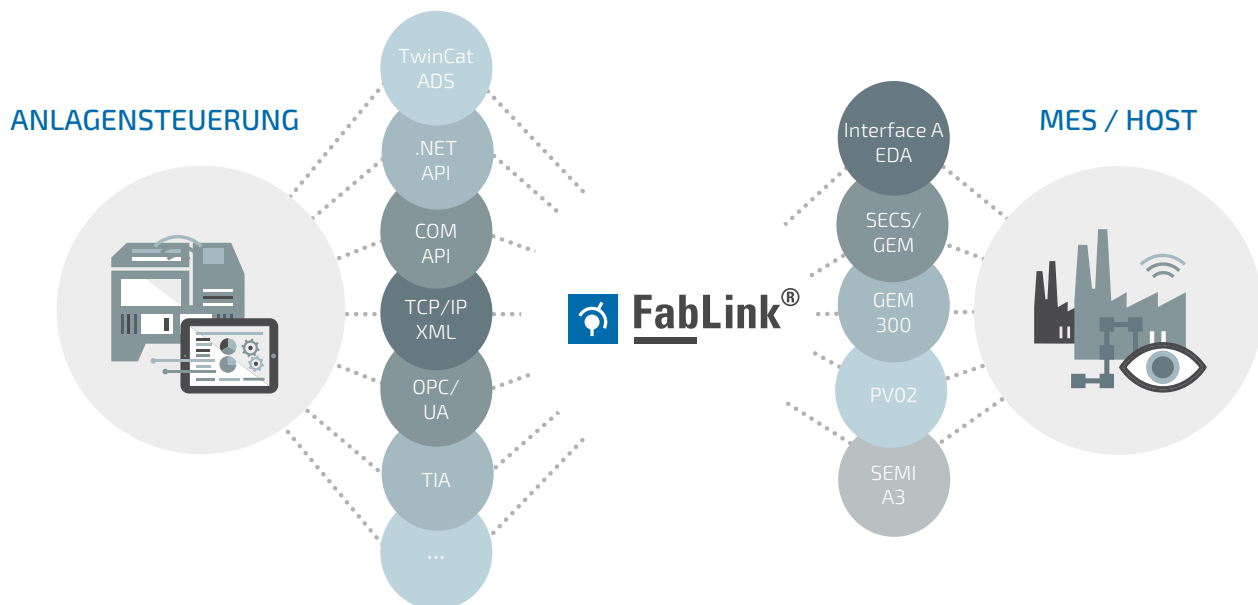 ANLAGENSTEUERUNG
TwinCat
ADS
.NET
API
COM
API
TCP/IP
XML
OPC/
UA
TIA
...
FabLink®
Interface A
EDA
SECS/
GEM
GEM
300
PV02
SEMI
A3
MES / HOST